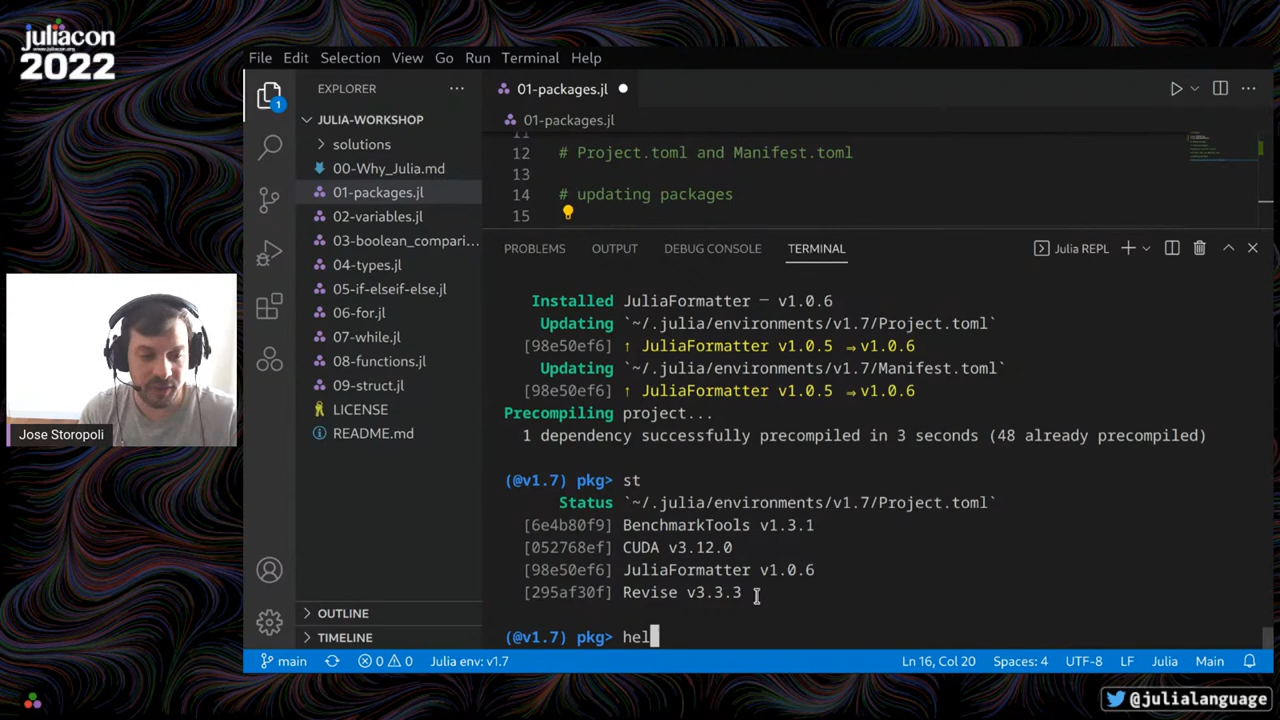 juliacon
www.juliacon.org
2022
File Edit Selection View Go Run Terminal Help
EXPLORER
JULIA-WORKSHOP
solutions
00-Why_Julia.md
01-packages.jl
02-variables.jl
03-boolean_compari...
04-types.jl
05-if-elseif-else.jl
06-for.jl
07-while.jl
08-functions.jl
09-struct.jl
LICENSE
README.md
OUTLINE
TIMELINE
1
01-packages.jl
01-packages.jl
11
12 # Project.toml and Manifest.toml
13
14 # updating packages
15
PROBLEMS OUTPUT DEBUG CONSOLE TERMINAL Julia REPL
Installed JuliaFormatter ─ v1.0.6
Updating `~/.julia/environments/v1.7/Project.toml`
[98e50ef6] ↑ JuliaFormatter v1.0.5 ⇒ v1.0.6
Updating `~/.julia/environments/v1.7/Manifest.toml`
[98e50ef6] ↑ JuliaFormatter v1.0.5 ⇒ v1.0.6
Precompiling project...
1 dependency successfully precompiled in 3 seconds (48 already precompiled)
(@v1.7) pkg> st
Status `~/.julia/environments/v1.7/Project.toml`
[6e4b80f9] BenchmarkTools v1.3.1
[052768ef] CUDA v3.12.0
[98e50ef6] JuliaFormatter v1.0.6
[295af30f] Revise v3.3.3
(@v1.7) pkg> hel
main 0 0 Julia env: v1.7 Ln 16, Col 20 Spaces: 4 UTF-8 LF Julia Main
Jose Storopoli
@julialanguage